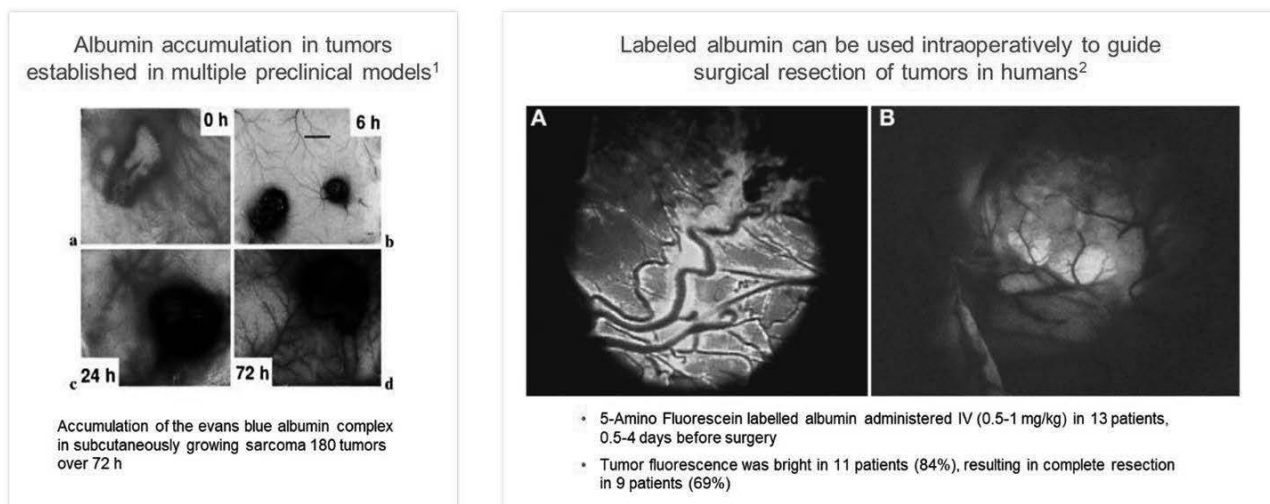 Albumin accumulation in tumors
established in multiple preclinical models1
0 h
6 h
a
b
c
24 h
72 h
d
Accumulation of the evans blue albumin complex
in subcutaneously growing sarcoma 180 tumors
over 72 h
Labeled albumin can be used intraoperatively to guide
surgical resection of tumors in humans2
A
B
• 5-Amino Fluorescein labelled albumin administered IV (0.5-1 mg/kg) in 13 patients,
0.5-4 days before surgery
• Tumor fluorescence was bright in 11 patients (84%), resulting in complete resection
in 9 patients (69%)